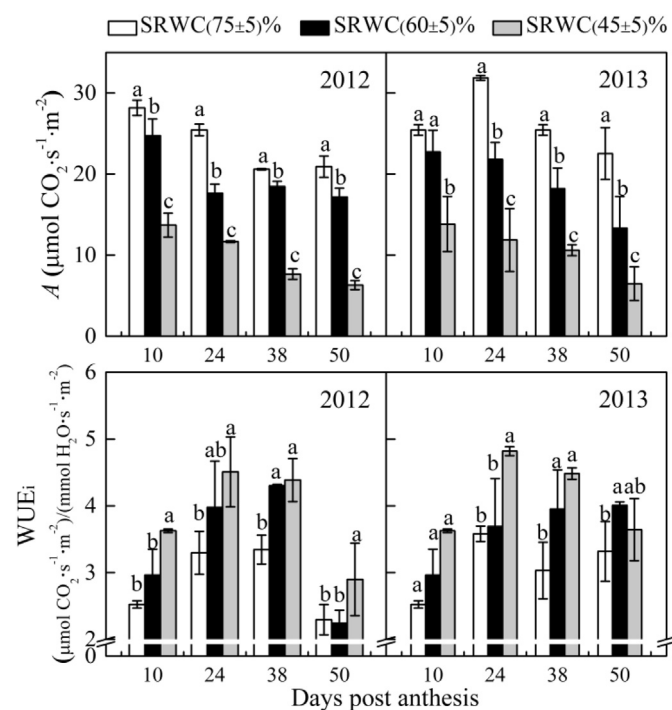 SRWC(75±5)% SRWC(60±5)% SRWC(45±5)%
2012 2013
A (μmol CO2·s-1·m-2)
30
20
10
0
a b c a b c a b c a b c
a a b a b c a b c a b c
10 24 38 50 10 24 38 50
2012 2013
WUEi
(μmol CO2·s-1·m-2)/(mmol H2O·s-1·m-2)
6
5
4
3
2
0
b b a b ab a b a a b b a
a a a b b a b a a b a ab
10 24 38 50 10 24 38 50
Days post anthesis